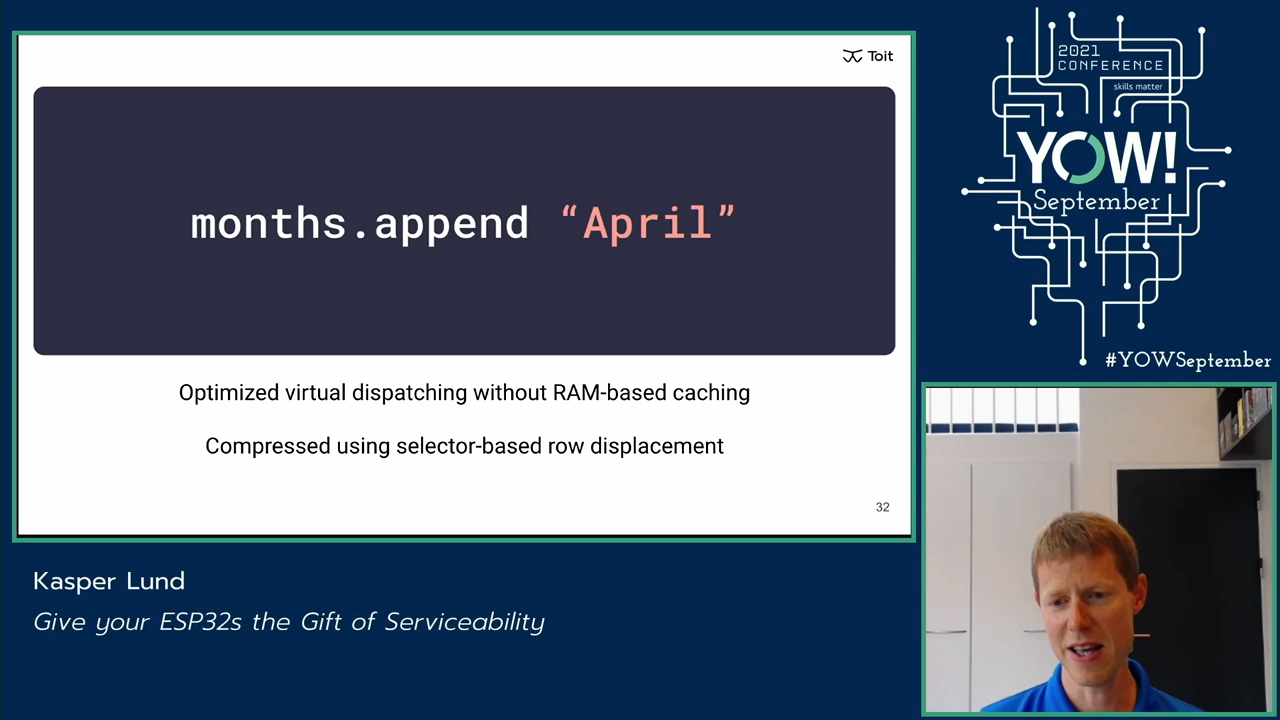 Toit
months.append “April”
Optimized virtual dispatching without RAM-based caching
Compressed using selector-based row displacement
32
2021
CONFERENCE
skills matter
YOW!
September
#YOWSeptember
Kasper Lund
Give your ESP32s the Gift of Serviceability